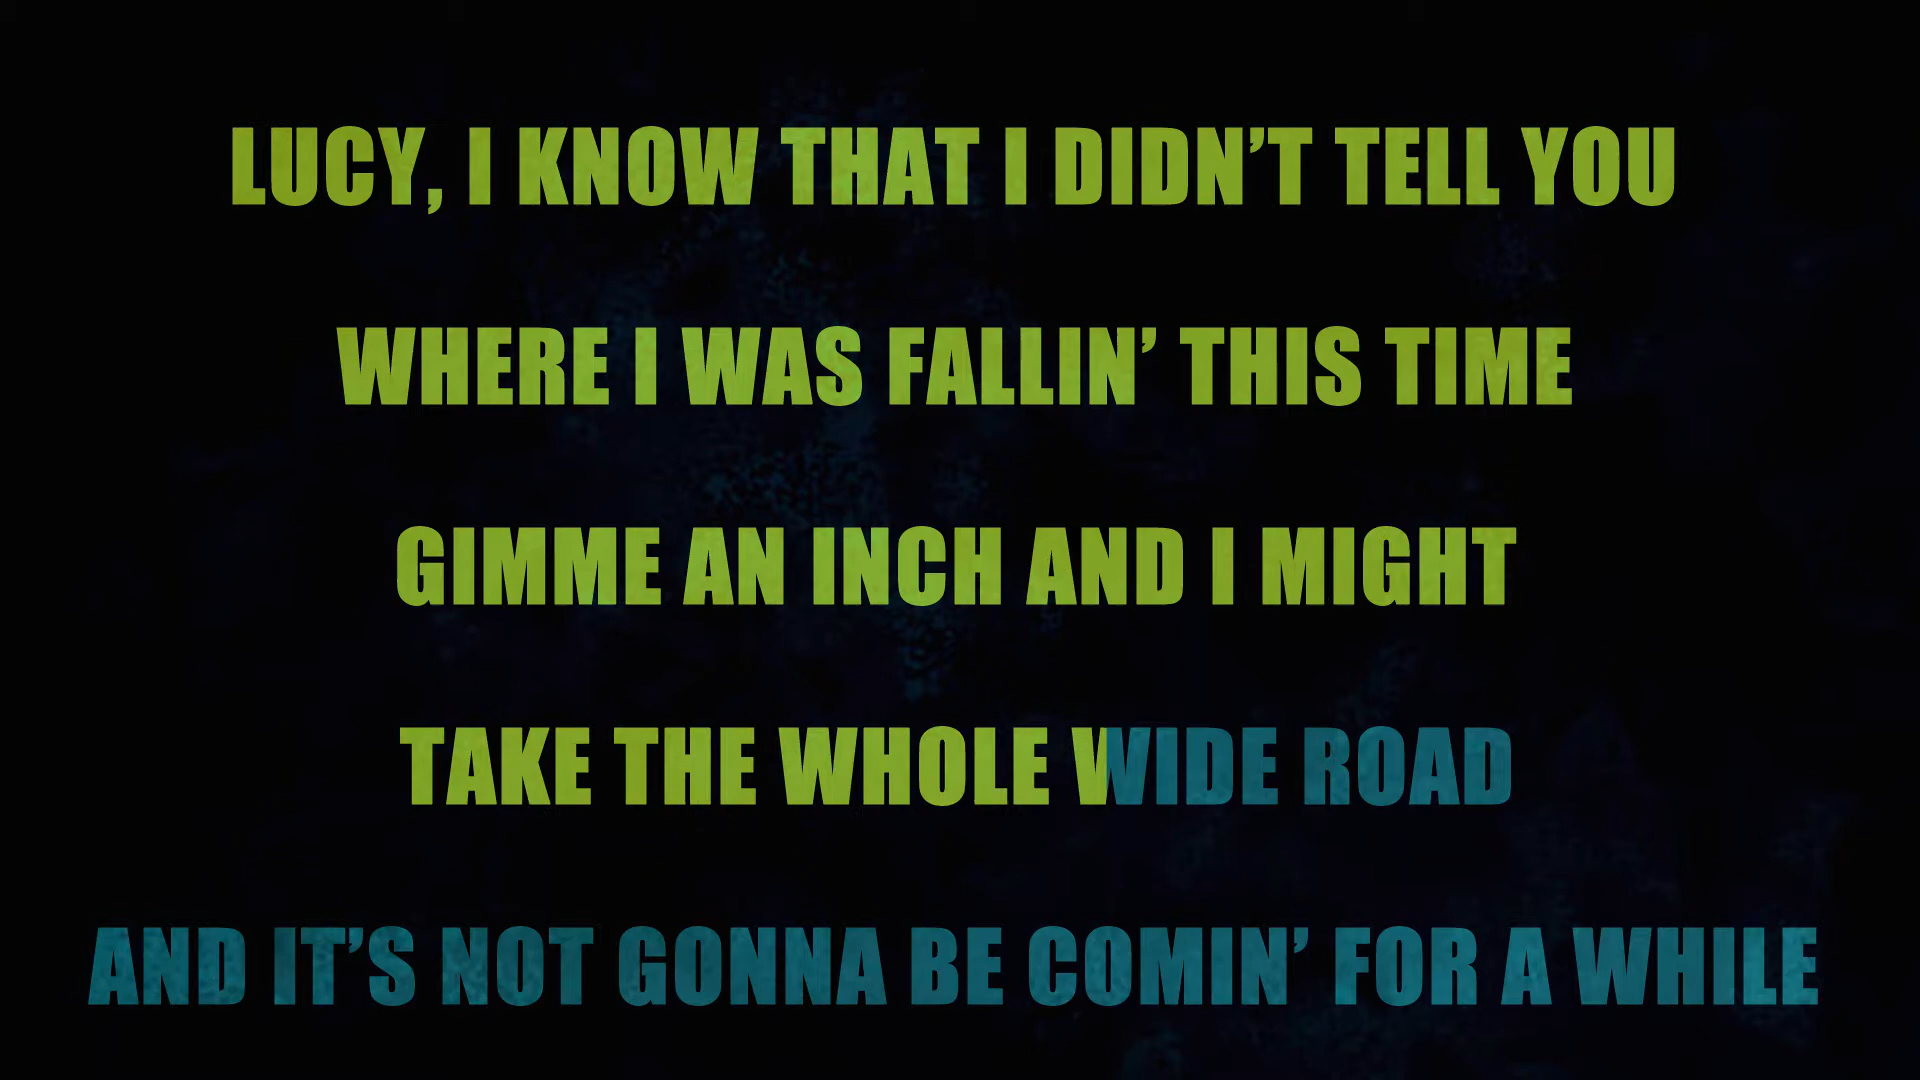 LUCY, I KNOW THAT I DIDN’T TELL YOU
WHERE I WAS FALLIN’ THIS TIME
GIMME AN INCH AND I MIGHT
TAKE THE WHOLE WIDE ROAD
AND IT’S NOT GONNA BE COMIN’ FOR A WHILE